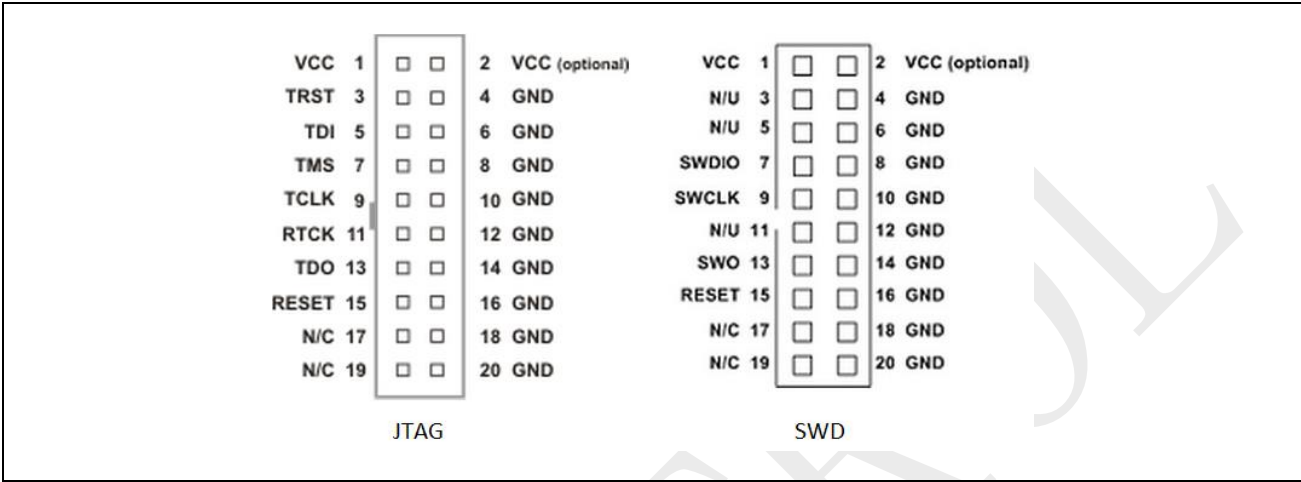 VCC 1 2 VCC (optional) VCC 1 2 VCC (optional)
TRST 3 4 GND N/U 3 4 GND
TDI 5 6 GND N/U 5 6 GND
TMS 7 8 GND SWDIO 7 8 GND
TCLK 9 10 GND SWCLK 9 10 GND
RTCK 11 12 GND N/U 11 12 GND
TDO 13 14 GND SWO 13 14 GND
RESET 15 16 GND RESET 15 16 GND
N/C 17 18 GND N/C 17 18 GND
N/C 19 20 GND N/C 19 20 GND
JTAG SWD